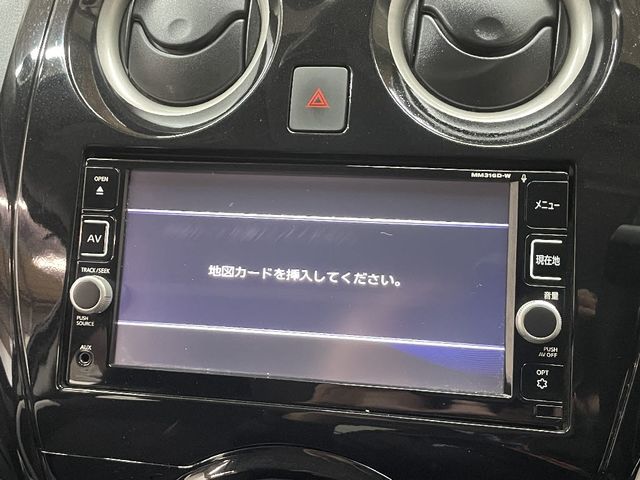 MM316D-W
OPEN
メニュー
AV
現在地
TRACK/SEEK
地図カードを挿入してください。
音量
PUSH
SOURCE
PUSH
AV OFF
AUX
OPT